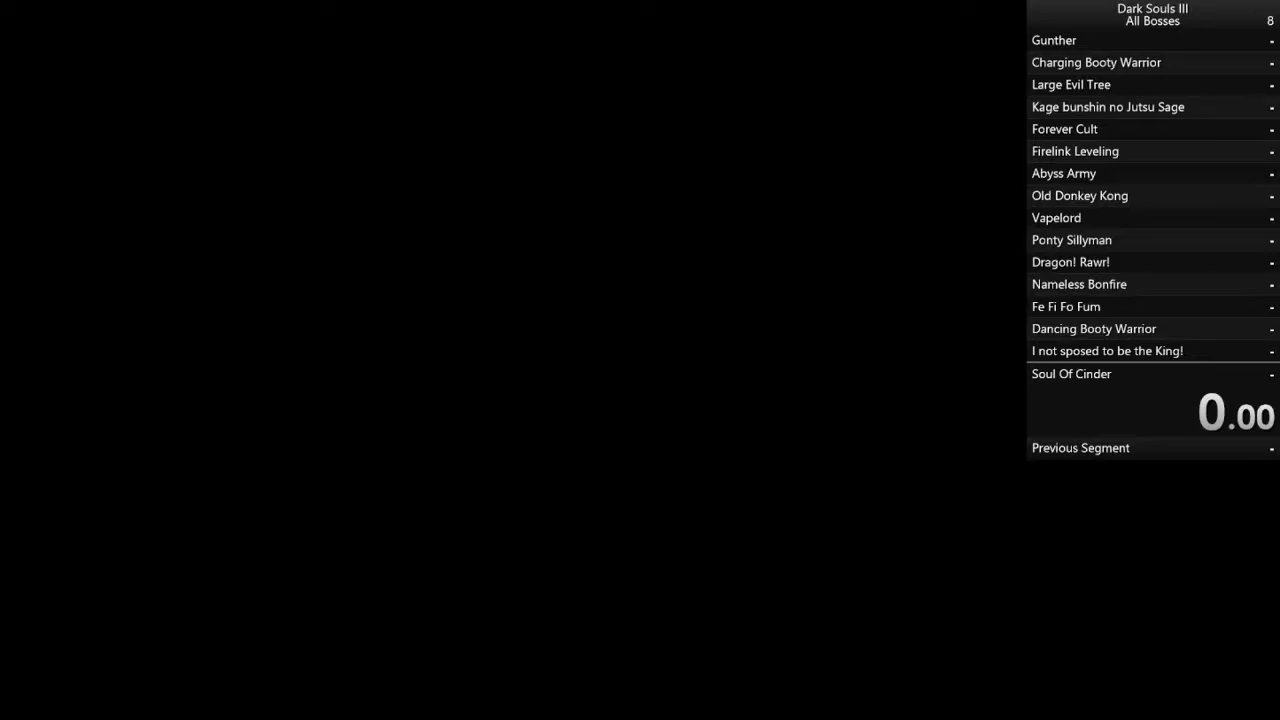 Dark Souls III
All Bosses 8
Gunther -
Charging Booty Warrior -
Large Evil Tree -
Kage bunshin no Jutsu Sage -
Forever Cult -
Firelink Leveling -
Abyss Army -
Old Donkey Kong -
Vapelord -
Ponty Sillyman -
Dragon! Rawr! -
Nameless Bonfire -
Fe Fi Fo Fum -
Dancing Booty Warrior -
I not sposed to be the King! -
Soul Of Cinder -
0.00
Previous Segment -